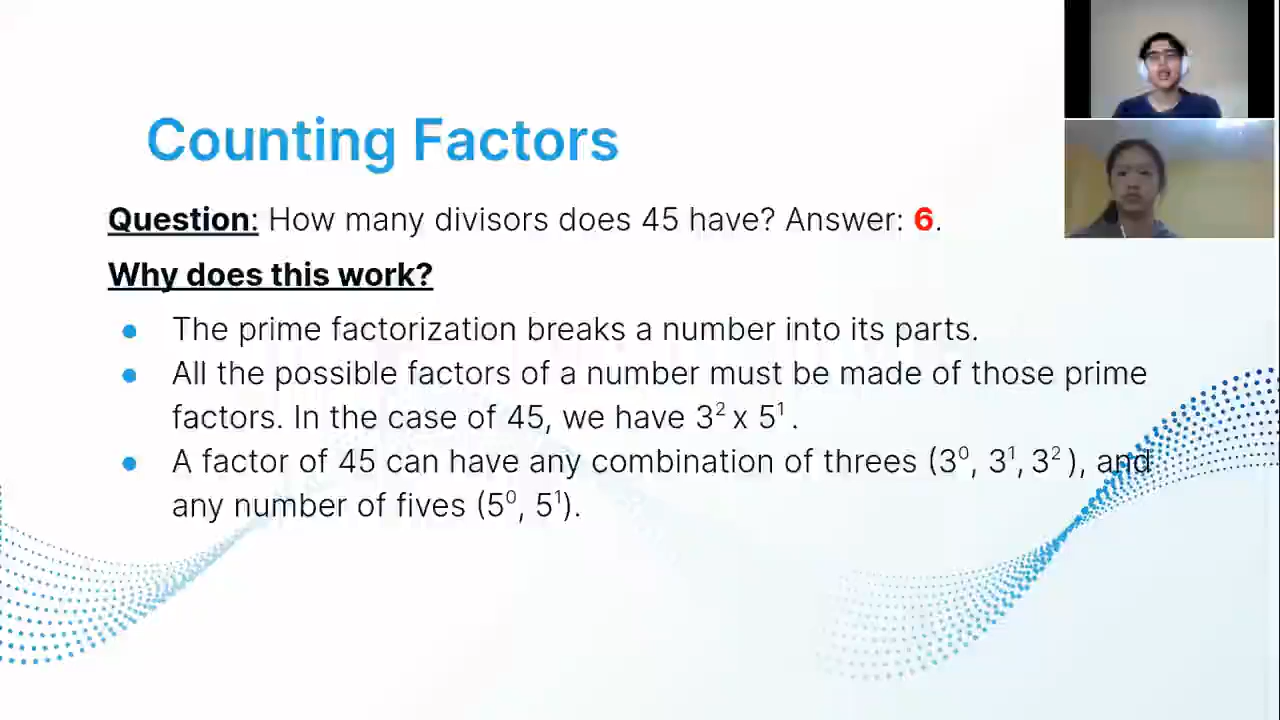 Counting Factors
Question: How many divisors does 45 have? Answer: 6.
Why does this work?
● The prime factorization breaks a number into its parts.
● All the possible factors of a number must be made of those prime
factors. In the case of 45, we have 3² x 5¹ .
● A factor of 45 can have any combination of threes (3⁰, 3¹, 3² ), and
any number of fives (5⁰, 5¹).